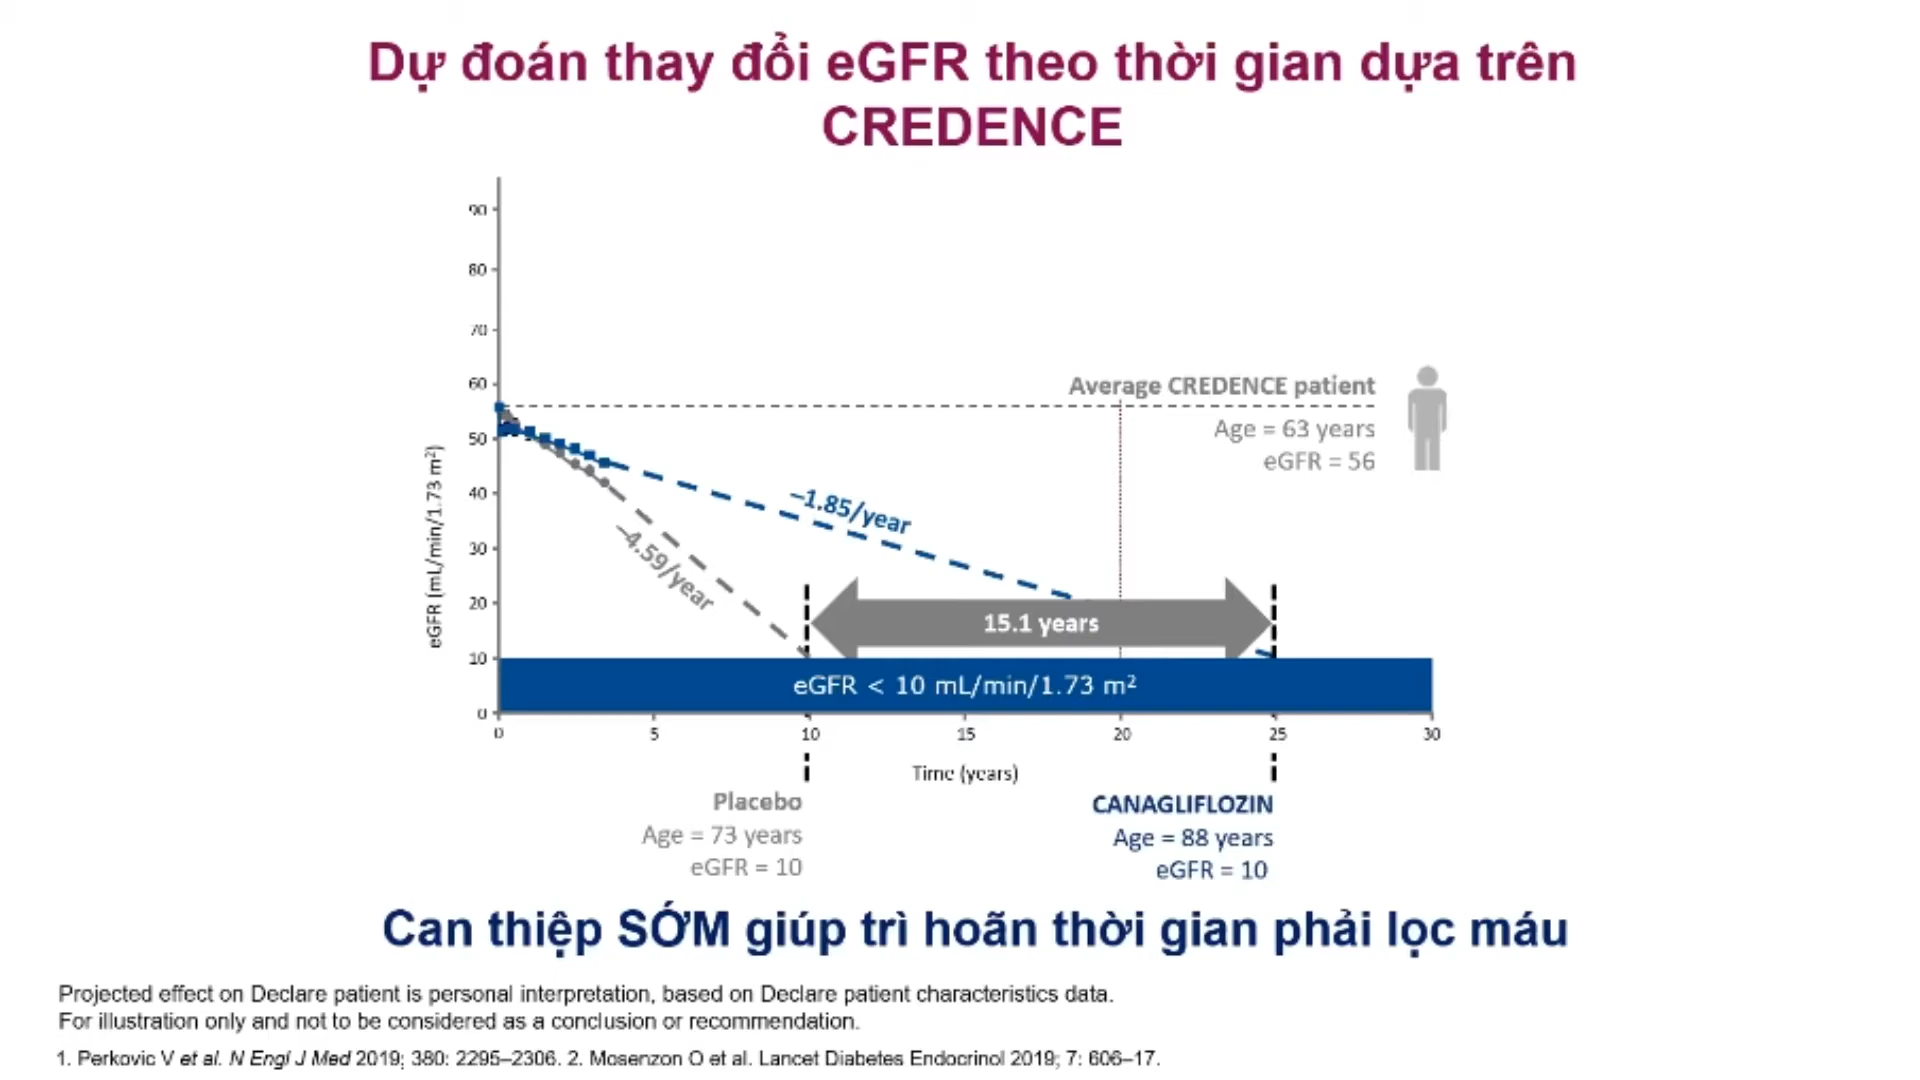 Dự đoán thay đổi eGFR theo thời gian dựa trên
CREDENCE
90
80
70
60
50
40
30
20
10
0
eGFR (mL/min/1.73 m²)
Average CREDENCE patient
Age = 63 years
eGFR = 56
–1.85/year
–4.59/year
15.1 years
eGFR < 10 mL/min/1.73 m²
0 5 10 15 20 25 30
Time (years)
Placebo
Age = 73 years
eGFR = 10
CANAGLIFLOZIN
Age = 88 years
eGFR = 10
Can thiệp SỚM giúp trì hoãn thời gian phải lọc máu
Projected effect on Declare patient is personal interpretation, based on Declare patient characteristics data.
For illustration only and not to be considered as a conclusion or recommendation.
1. Perkovic V et al. N Engl J Med 2019; 380: 2295–2306. 2. Mosenzon O et al. Lancet Diabetes Endocrinol 2019; 7: 606–17.